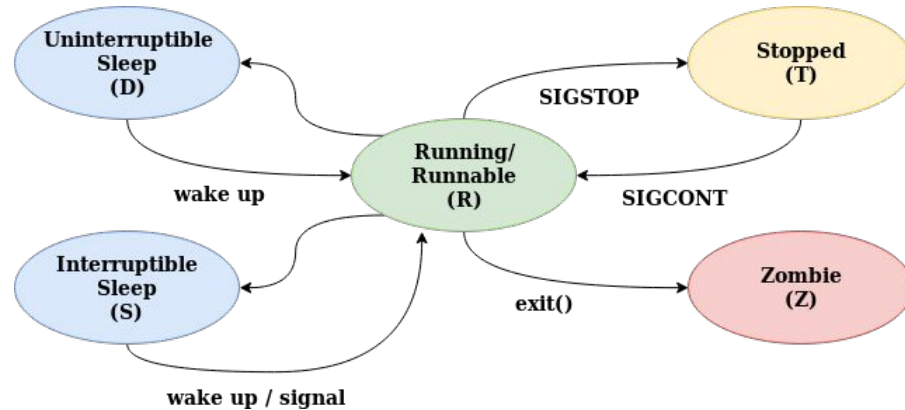 Uninterruptible
Sleep
(D)
Stopped
(T)
SIGSTOP
Running/
Runnable
(R)
wake up
SIGCONT
Interruptible
Sleep
(S)
Zombie
(Z)
exit()
wake up / signal